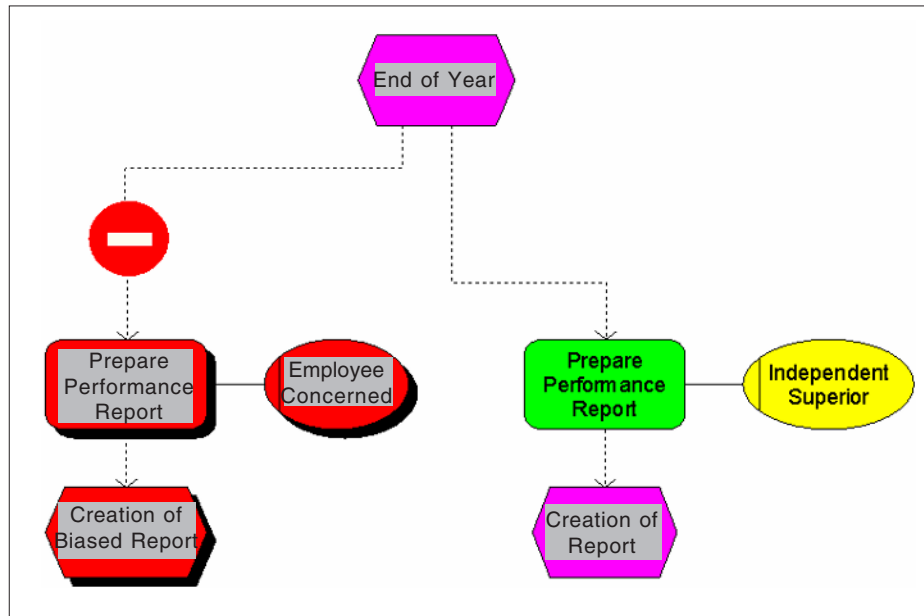 End of Year
Prepare
Performance
Report
Employee
Concerned
Prepare
Performance
Report
Independent
Superior
Creation of
Biased Report
Creation of
Report